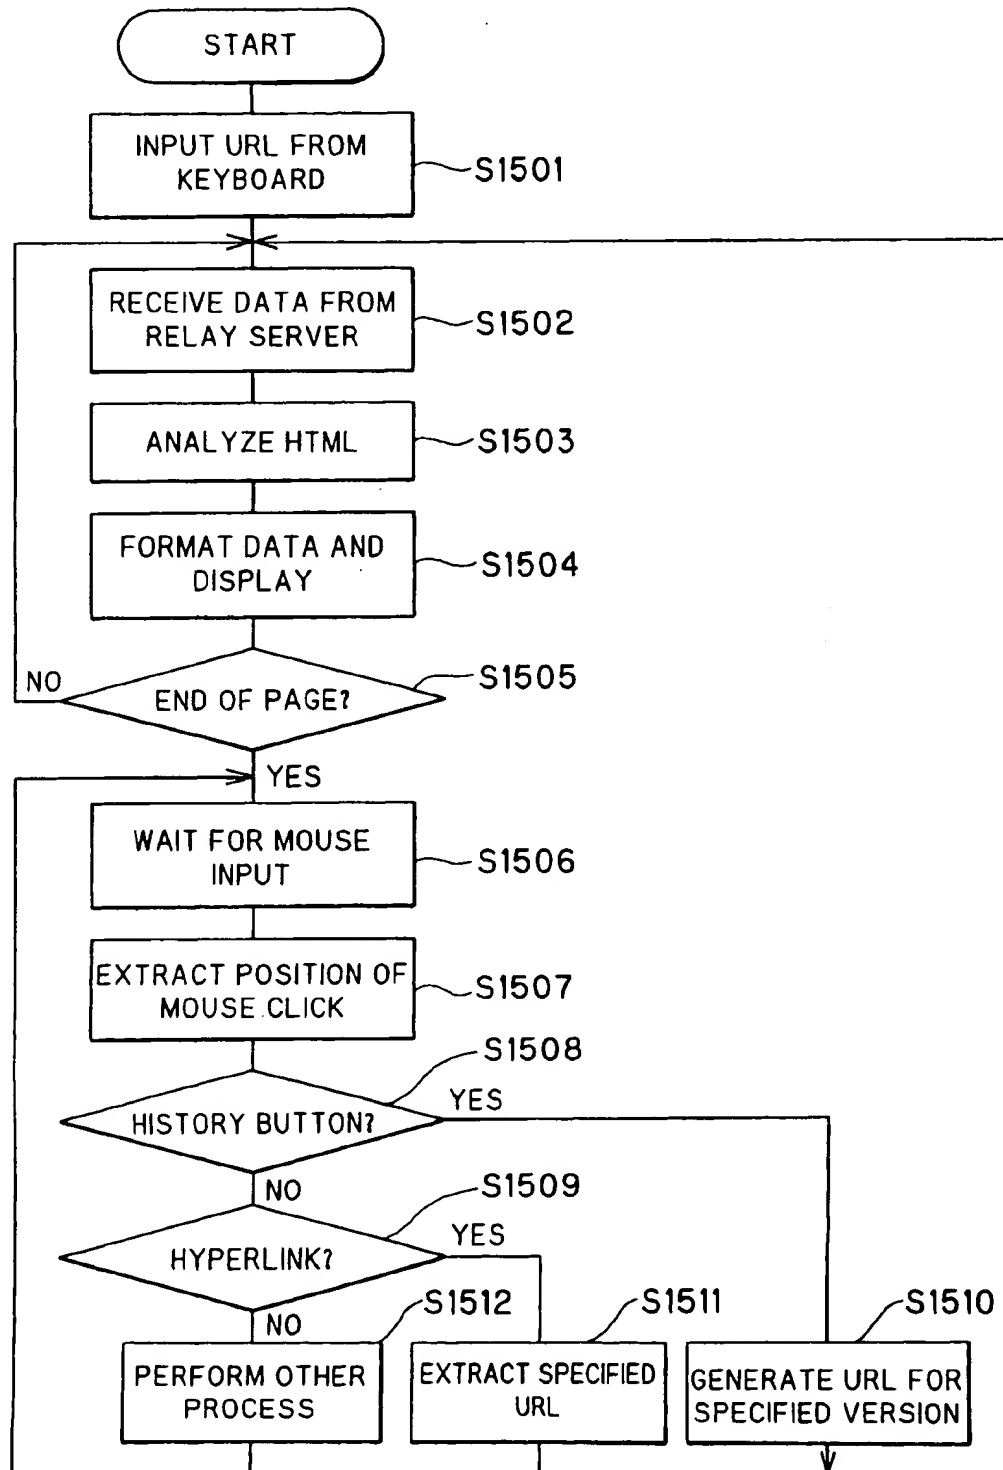 START
INPUT URL FROM
KEYBOARD
S1501
RECEIVE DATA FROM
RELAY SERVER
S1502
ANALYZE HTML
S1503
FORMAT DATA AND
DISPLAY
S1504
S1505
NO
END OF PAGE?
YES
WAIT FOR MOUSE
INPUT
S1506
EXTRACT POSITION OF
MOUSE CLICK
S1507
S1508
HISTORY BUTTON?
YES
NO
S1509
HYPERLINK?
YES
NO
S1512
PERFORM OTHER
PROCESS
S1511
EXTRACT SPECIFIED
URL
S1510
GENERATE URL FOR
SPECIFIED VERSION